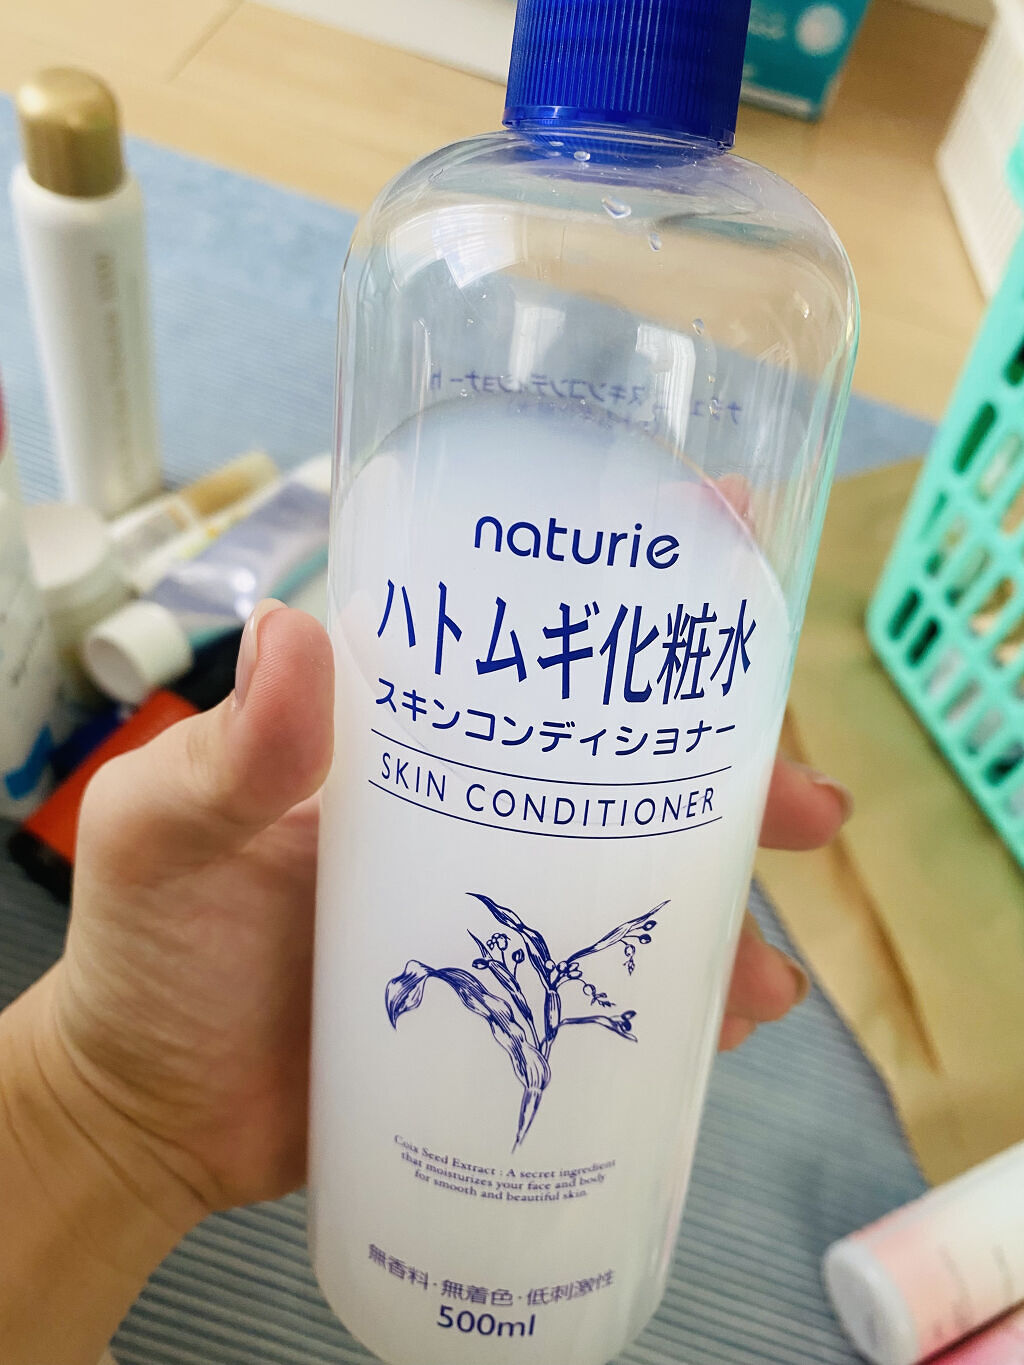 naturie
ハトムギ化粧水
スキンコンディショナー
SKIN CONDITIONER
Coix Seed Extract : A secret ingredient
that moisturizes your face and body
for smooth and beautiful skin.
無香料・無着色・低刺激性
500ml